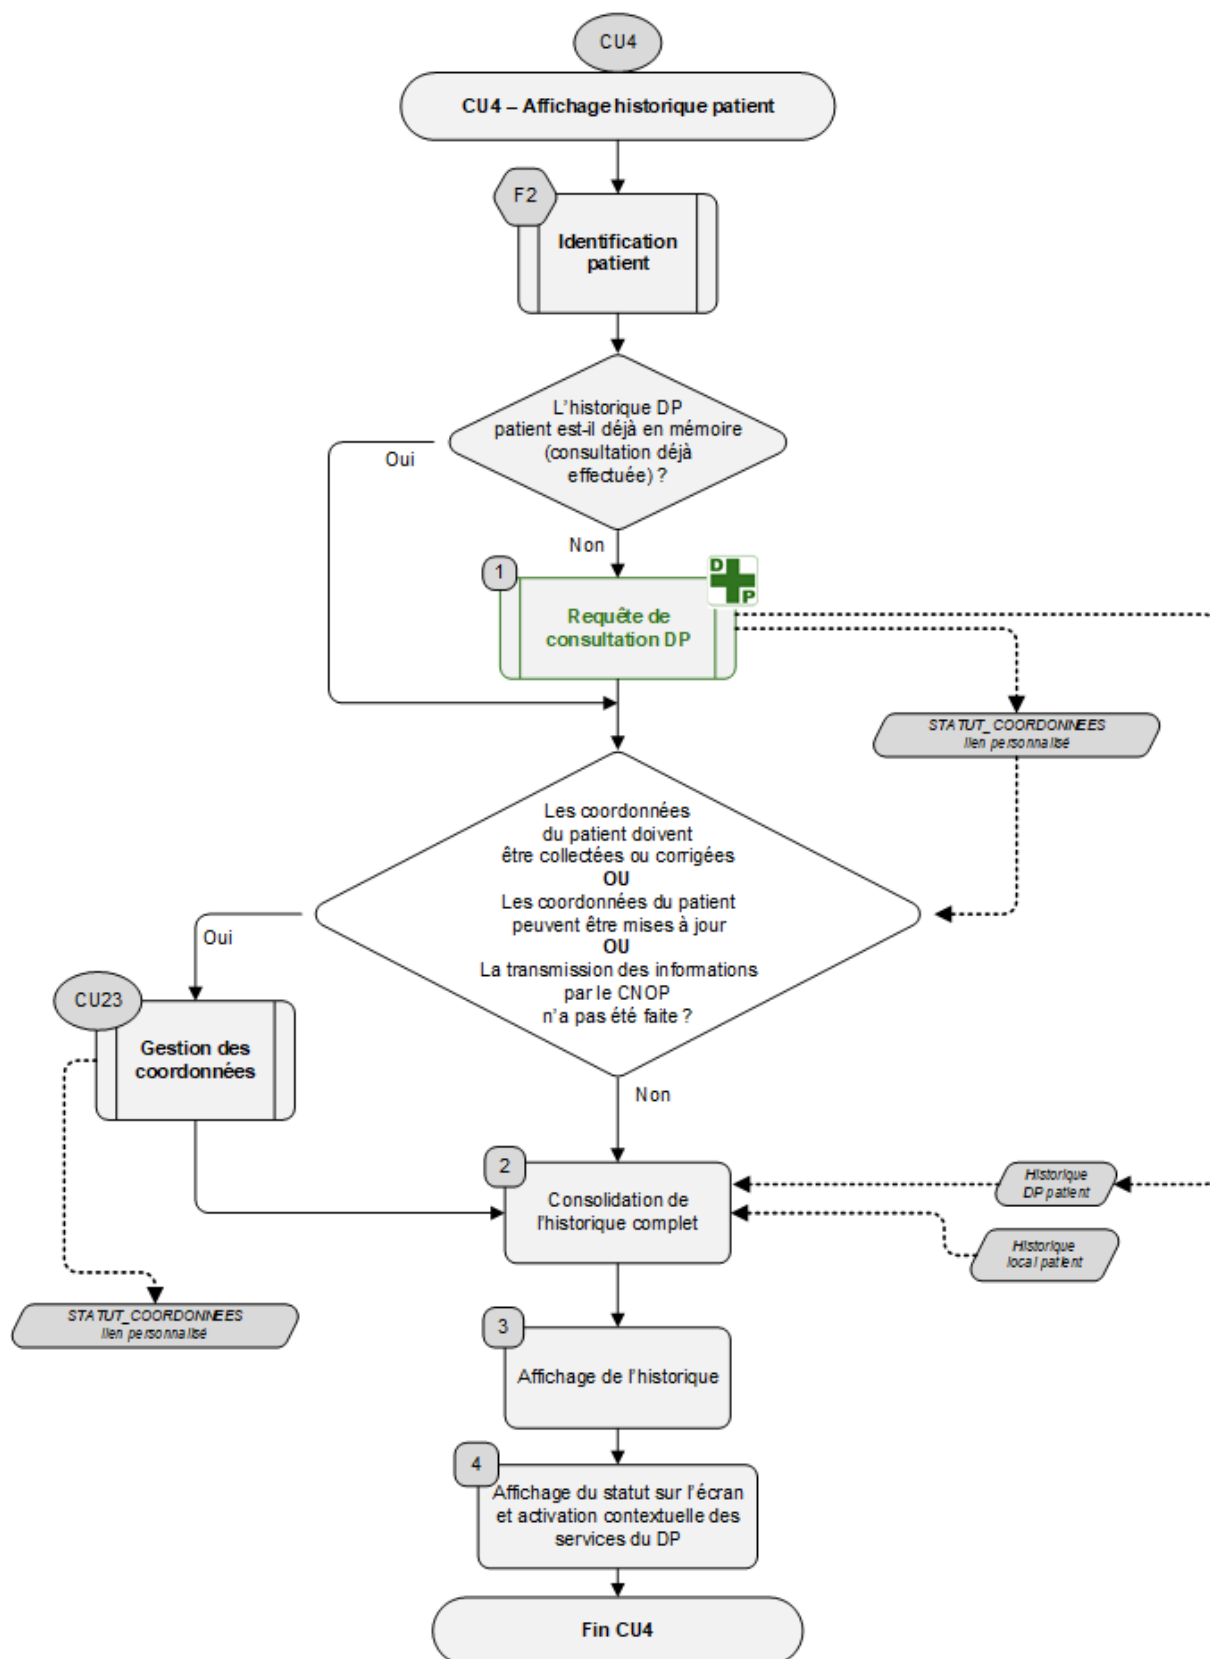 CU4
CU4 – Affichage historique patient
F2
Identification
patient
L'historique DP
patient est-il déjà en mémoire
(consultation déjà
effectuée) ?
Oui
Non
1
D
P
Requête de
consultation DP
STATUT_COORDONNEES
lien personnalisé
Les coordonnées
du patient doivent
être collectées ou corrigées
OU
Les coordonnées du patient
peuvent être mises à jour
OU
La transmission des informations
par le CNOP
n'a pas été faite ?
Oui
CU23
Gestion des
coordonnées
Non
2
Consolidation de
l'historique complet
Historique
DP patient
Historique
local patient
STATUT_COORDONNEES
lien personnalisé
3
Affichage de l'historique
4
Affichage du statut sur l'écran
et activation contextuelle des
services du DP
Fin CU4